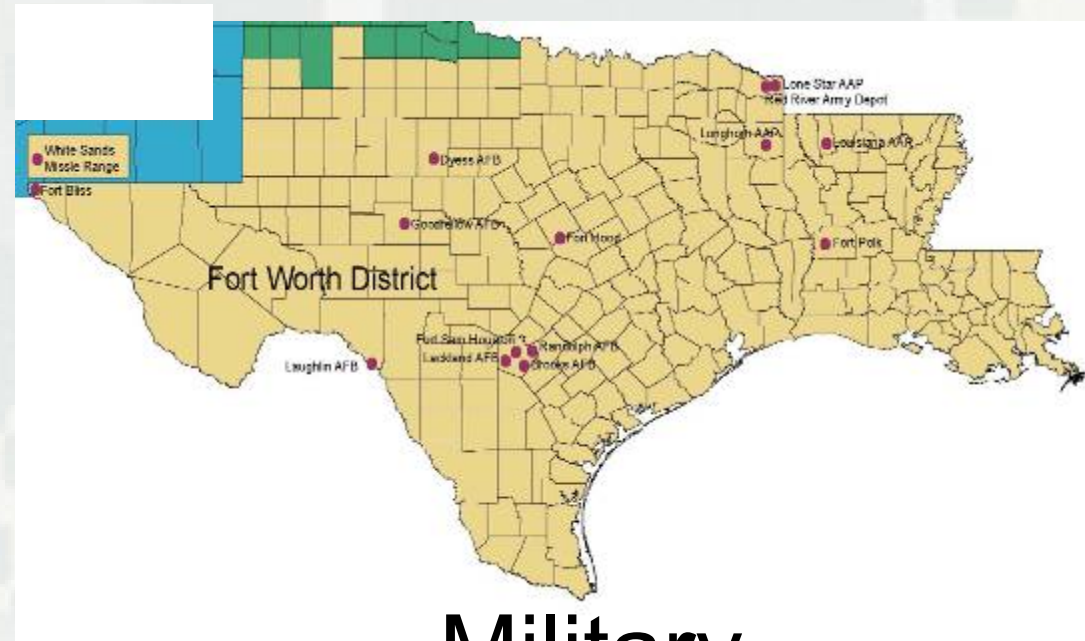 Lone Star AAP
Red River Army Depot
Longhorn AAP
Louisiana AAP
White Sands
Missle Range
Dyess AFB
Fort Bliss
Goodfellow AFB
Fort Hood
Fort Polk
Fort Worth District
Fort Sam Houston
Randolph AFB
Lackland AFB
Brooks AFB
Laughlin AFB
Military